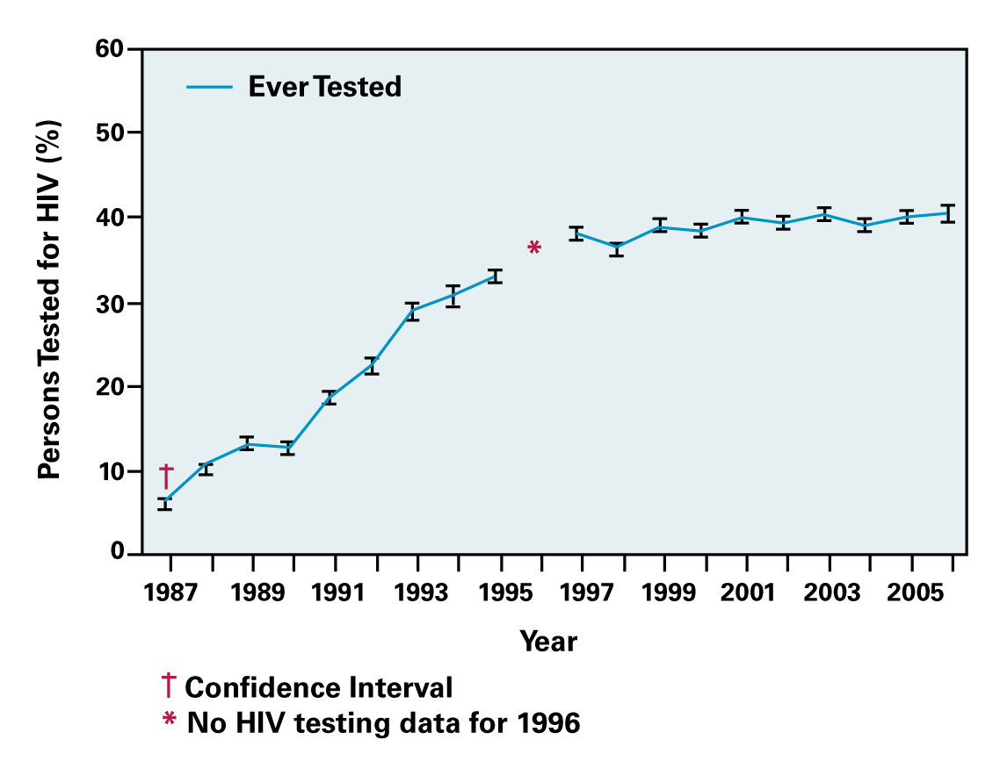 Persons Tested for HIV (%)
60
50
40
30
20
10
0
Ever Tested
†
*
1987 1989 1991 1993 1995 1997 1999 2001 2003 2005
Year
† Confidence Interval
* No HIV testing data for 1996